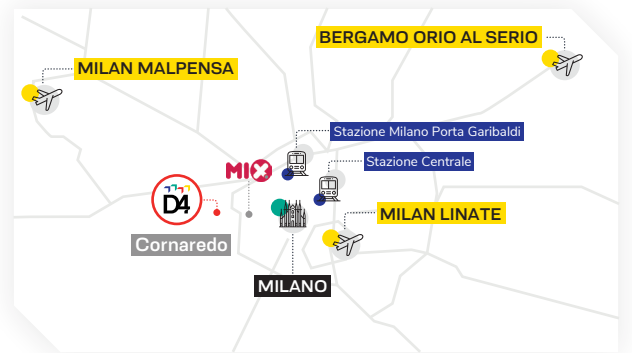 BERGAMO ORIO AL SERIO
MILAN MALPENSA
Stazione Milano Porta Garibaldi
Stazione Centrale
MIX
D4
MILAN LINATE
Cornaredo
MILANO